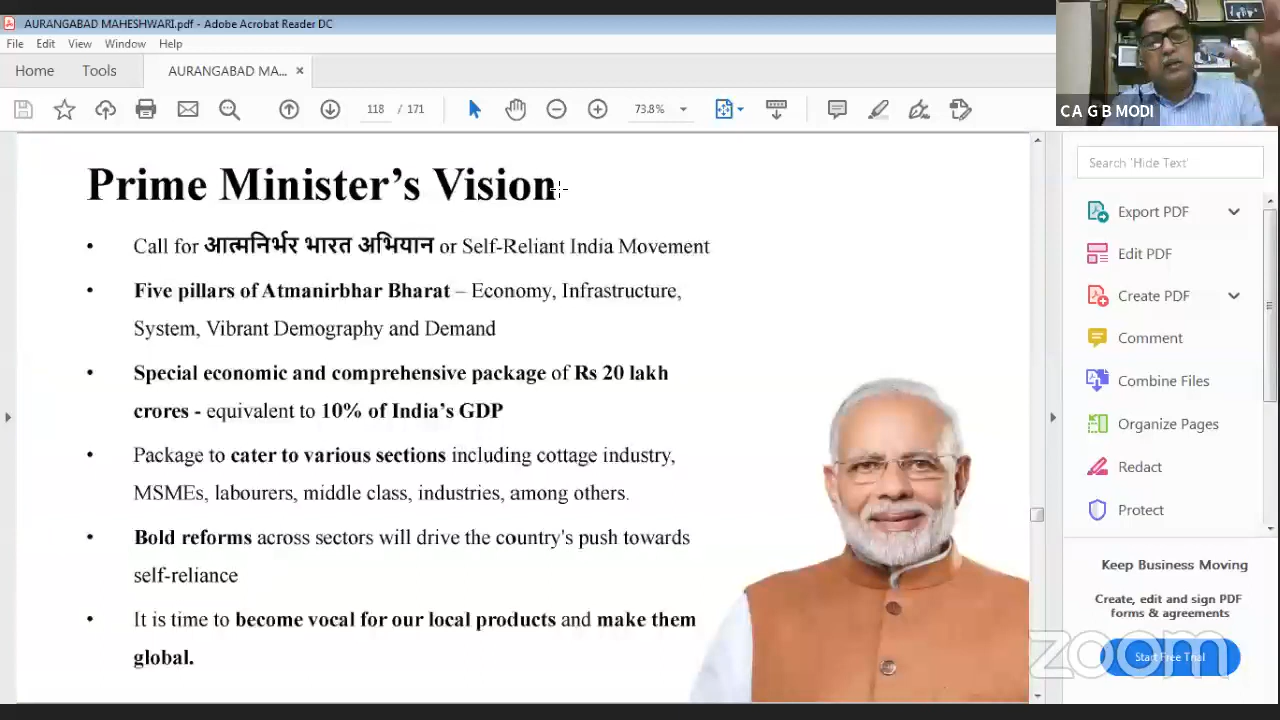 AURANGABAD MAHESHWARI.pdf - Adobe Acrobat Reader DC
File Edit View Window Help
Home Tools AURANGABAD MA... ×
118 / 171 73.8%
CA G B MODI
Prime Minister's Vision
• Call for आत्मनिर्भर भारत अभियान or Self-Reliant India Movement
• Five pillars of Atmanirbhar Bharat – Economy, Infrastructure,
System, Vibrant Demography and Demand
• Special economic and comprehensive package of Rs 20 lakh
crores - equivalent to 10% of India's GDP
• Package to cater to various sections including cottage industry,
MSMEs, labourers, middle class, industries, among others.
• Bold reforms across sectors will drive the country's push towards
self-reliance
• It is time to become vocal for our local products and make them
global.
Search 'Hide Text'
Export PDF
Edit PDF
Create PDF
Comment
Combine Files
Organize Pages
Redact
Protect
Keep Business Moving
Create, edit and sign PDF
forms & agreements
Start Free Trial
zoom